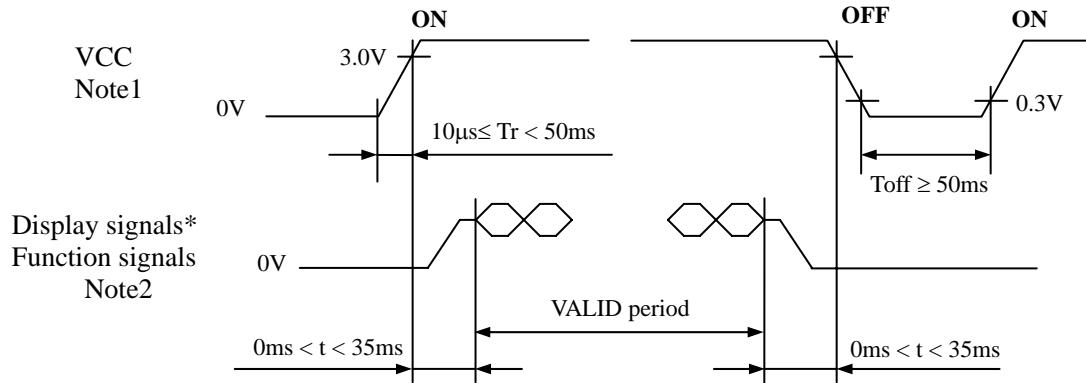 ON
OFF
ON
VCC
Note1
3.0V
0V
0.3V
10μs≤ Tr < 50ms
Toff ≥ 50ms
Display signals*
Function signals
Note2
0V
VALID period
0ms < t < 35ms
0ms < t < 35ms